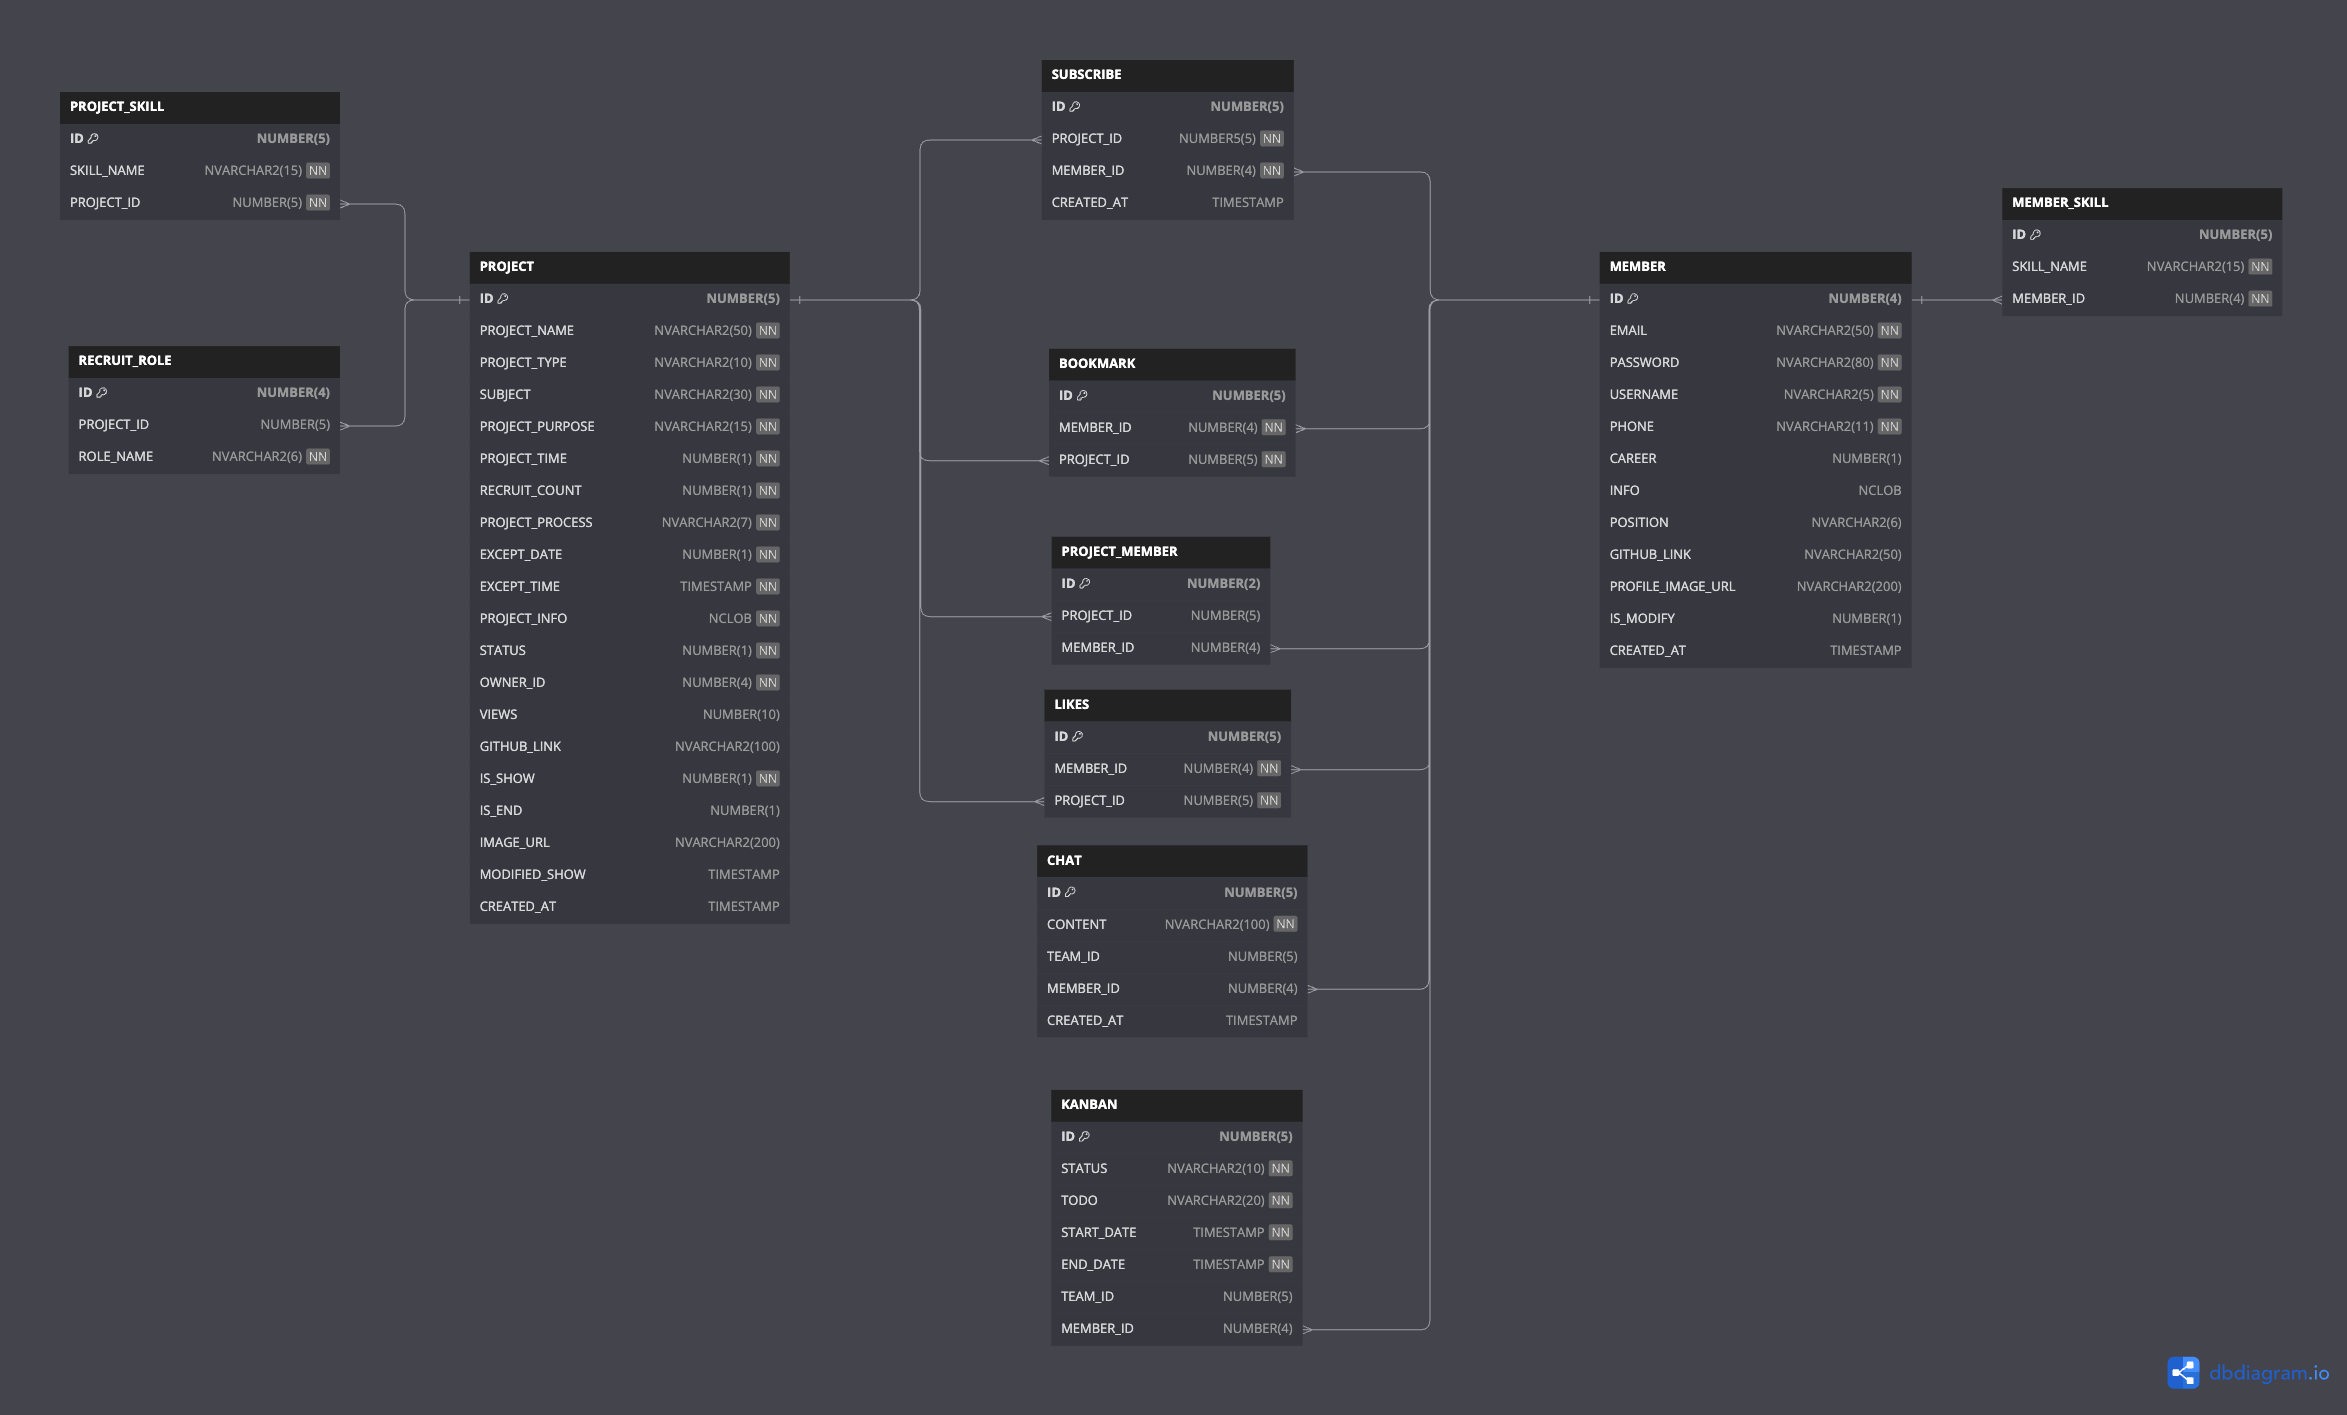 PROJECT_SKILL
ID NUMBER(5)
SKILL_NAME NVARCHAR2(15) NN
PROJECT_ID NUMBER(5) NN
RECRUIT_ROLE
ID NUMBER(4)
PROJECT_ID NUMBER(5)
ROLE_NAME NVARCHAR2(6) NN
PROJECT
ID NUMBER(5)
PROJECT_NAME NVARCHAR2(50) NN
PROJECT_TYPE NVARCHAR2(10) NN
SUBJECT NVARCHAR2(30) NN
PROJECT_PURPOSE NVARCHAR2(15) NN
PROJECT_TIME NUMBER(1) NN
RECRUIT_COUNT NUMBER(1) NN
PROJECT_PROCESS NVARCHAR2(7) NN
EXCEPT_DATE NUMBER(1) NN
EXCEPT_TIME TIMESTAMP NN
PROJECT_INFO NCLOB NN
STATUS NUMBER(1) NN
OWNER_ID NUMBER(4) NN
VIEWS NUMBER(10)
GITHUB_LINK NVARCHAR2(100)
IS_SHOW NUMBER(1) NN
IS_END NUMBER(1)
IMAGE_URL NVARCHAR2(200)
MODIFIED_SHOW TIMESTAMP
CREATED_AT TIMESTAMP
SUBSCRIBE
ID NUMBER(5)
PROJECT_ID NUMBER5(5) NN
MEMBER_ID NUMBER(4) NN
CREATED_AT TIMESTAMP
BOOKMARK
ID NUMBER(5)
MEMBER_ID NUMBER(4) NN
PROJECT_ID NUMBER(5) NN
PROJECT_MEMBER
ID NUMBER(2)
PROJECT_ID NUMBER(5)
MEMBER_ID NUMBER(4)
LIKES
ID NUMBER(5)
MEMBER_ID NUMBER(4) NN
PROJECT_ID NUMBER(5) NN
CHAT
ID NUMBER(5)
CONTENT NVARCHAR2(100) NN
TEAM_ID NUMBER(5)
MEMBER_ID NUMBER(4)
CREATED_AT TIMESTAMP
KANBAN
ID NUMBER(5)
STATUS NVARCHAR2(10) NN
TODO NVARCHAR2(20) NN
START_DATE TIMESTAMP NN
END_DATE TIMESTAMP NN
TEAM_ID NUMBER(5)
MEMBER_ID NUMBER(4)
MEMBER
ID NUMBER(4)
EMAIL NVARCHAR2(50) NN
PASSWORD NVARCHAR2(80) NN
USERNAME NVARCHAR2(5) NN
PHONE NVARCHAR2(11) NN
CAREER NUMBER(1)
INFO NCLOB
POSITION NVARCHAR2(6)
GITHUB_LINK NVARCHAR2(50)
PROFILE_IMAGE_URL NVARCHAR2(200)
IS_MODIFY NUMBER(1)
CREATED_AT TIMESTAMP
MEMBER_SKILL
ID NUMBER(5)
SKILL_NAME NVARCHAR2(15) NN
MEMBER_ID NUMBER(4) NN
dbdiagram.io